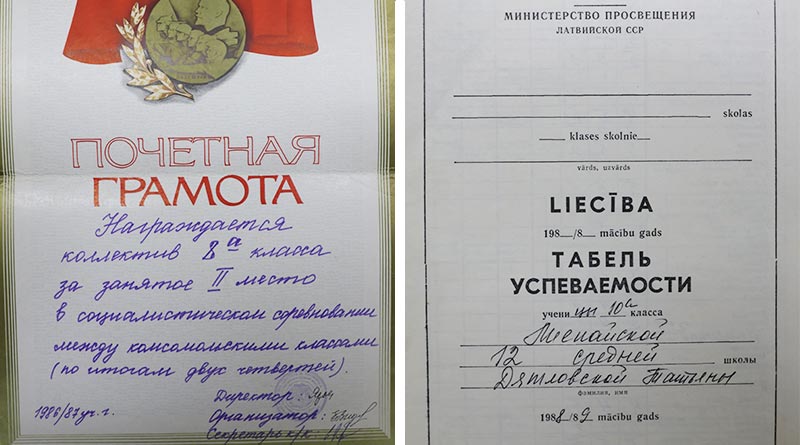 ПОЧЕТНАЯ
ГРАМОТА
Награждается
коллектив 8а класса
за занятое II место
в социалистическом соревновании
между комсомольскими классами
(по итогам двух четвертей).
Директор:
1986/87 уч. г.
Организатор:
Секретарь к/к:
МИНИСТЕРСТВО ПРОСВЕЩЕНИЯ
ЛАТВИЙСКОЙ ССР
skolas
klases skolnie
vārds, uzvārds
LIECĪBA
198 /8 mācību gads
ТАБЕЛЬ
УСПЕВАЕМОСТИ
учени цы 10а класса
12 средней школы
Дятловской Татьяны
фамилия, имя
1988/89 mācību gads